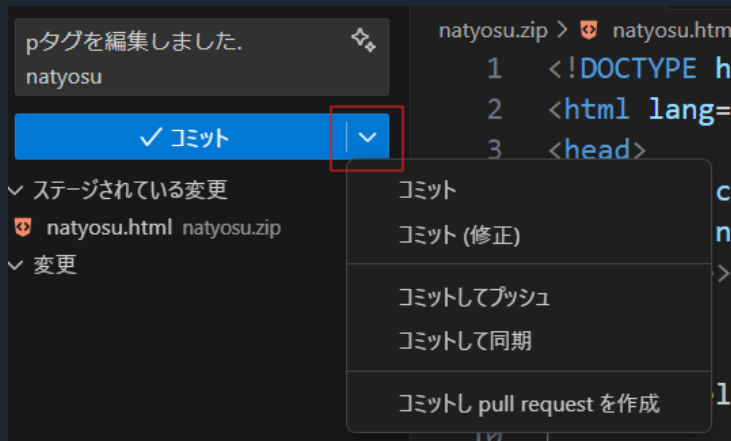 pタグを編集しました.
natyosu
コミット
ステージされている変更
natyosu.html natyosu.zip
変更
natyosu.zip > natyosu.htm
1 <!DOCTYPE h
2 <html lang=
3 <head>
コミット
コミット (修正)
コミットしてプッシュ
コミットして同期
コミットし pull request を作成
c
n
>
el
10